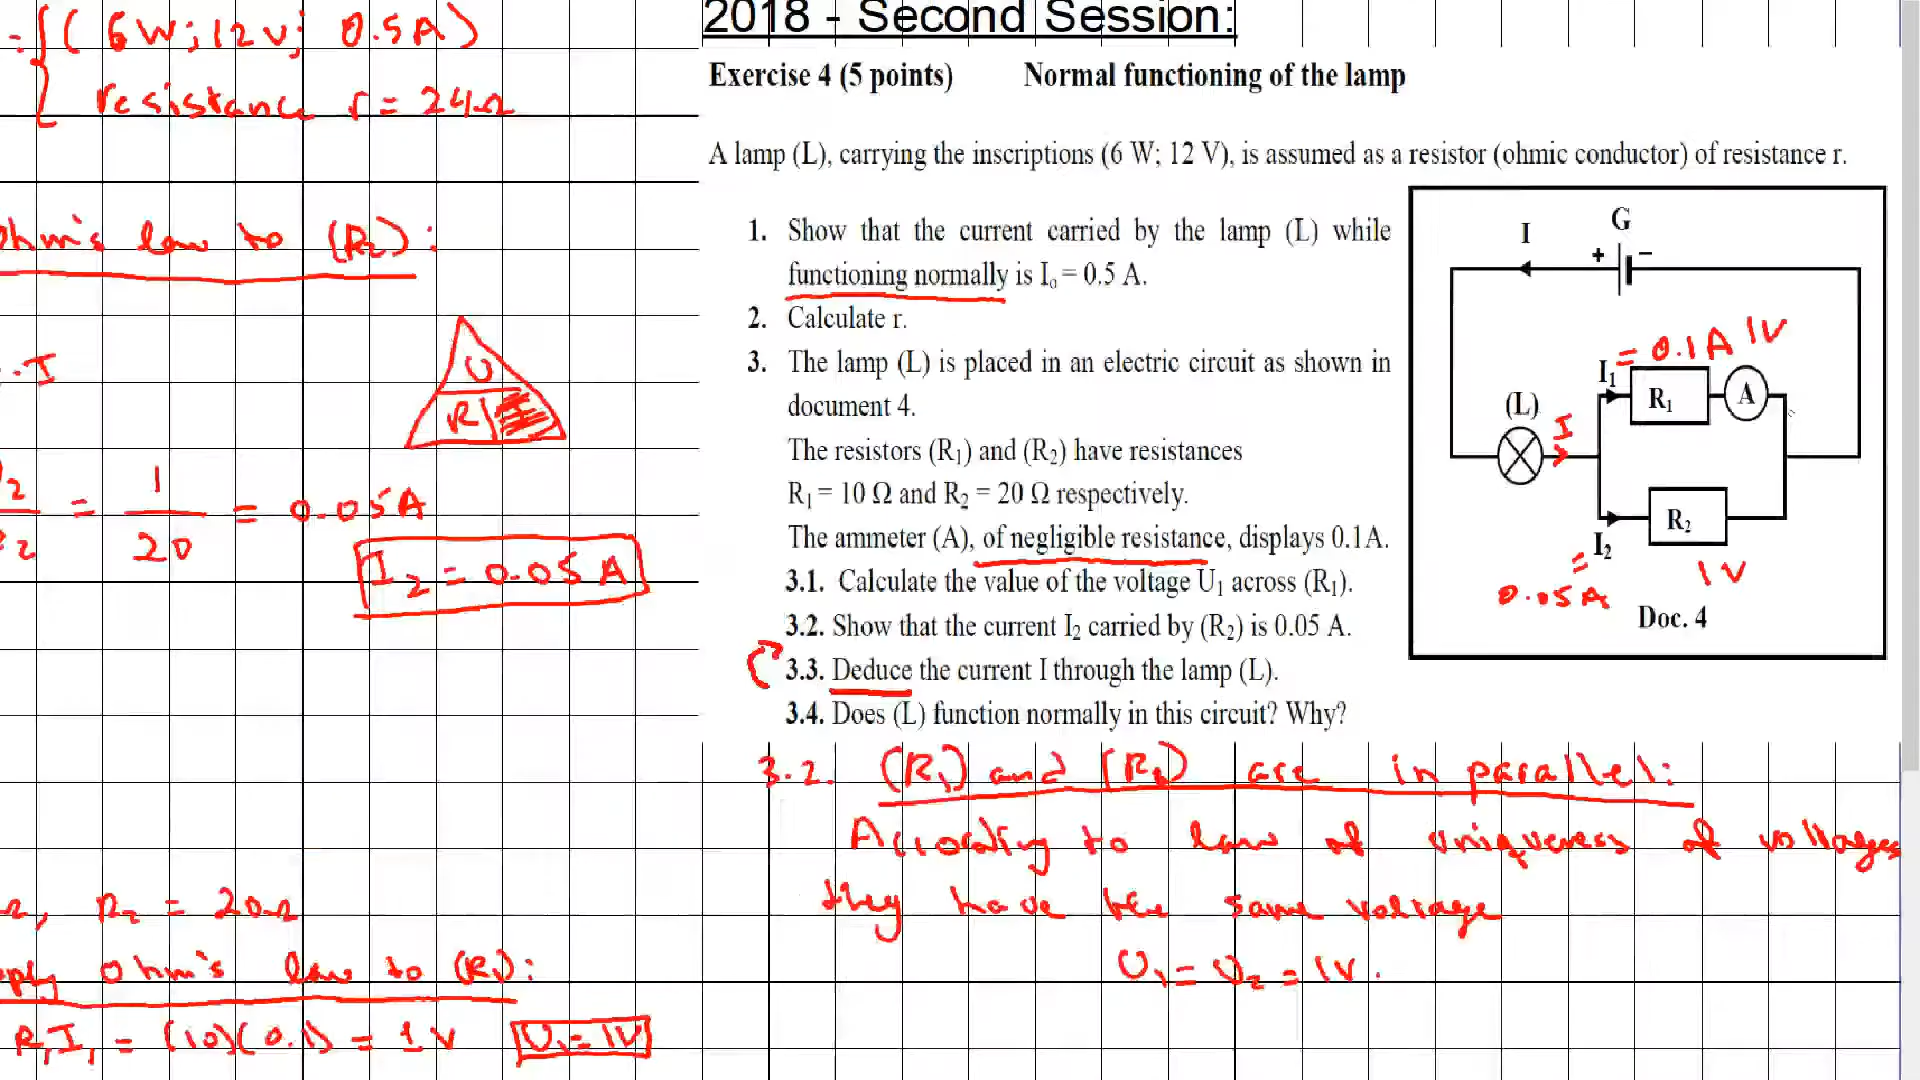 = ( 6W; 12V; 0.5A)
resistance r = 24Ω
ohm's law to (R2):
. I
U
R I
2 = 1 = 0.05A
2 20
I2 = 0.05 A
Ω, R2 = 20Ω
pply ohm's law to (R1):
R1I1 = (10)(0.1) = 1V U1 = 1V
2018 - Second Session:
Exercise 4 (5 points) Normal functioning of the lamp
A lamp (L), carrying the inscriptions (6 W; 12 V), is assumed as a resistor (ohmic conductor) of resistance r.
1. Show that the current carried by the lamp (L) while
functioning normally is I₀ = 0.5 A.
2. Calculate r.
3. The lamp (L) is placed in an electric circuit as shown in
document 4.
The resistors (R₁) and (R₂) have resistances
R₁ = 10 Ω and R₂ = 20 Ω respectively.
The ammeter (A), of negligible resistance, displays 0.1A.
3.1. Calculate the value of the voltage U₁ across (R₁).
3.2. Show that the current I₂ carried by (R₂) is 0.05 A.
3.3. Deduce the current I through the lamp (L).
3.4. Does (L) function normally in this circuit? Why?
G
I
+ −
= 0.1A 1V
I₁
R₁ A
(L)
I
R₂
I₂
=
0.05A
1V
Doc. 4
3.2. (R1) and (R2) are in parallel:
According to law of uniqueness of voltages
they have the same voltage
U1 = U2 = 1V.